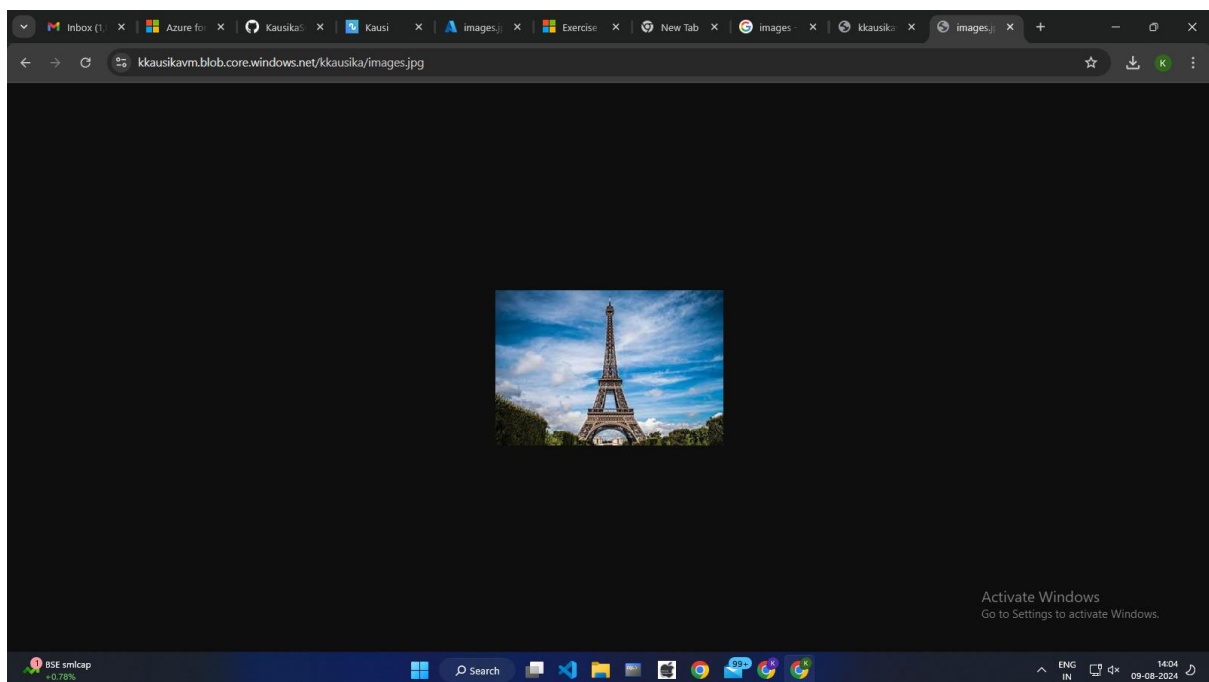 Inbox (1,
Azure for
KausikaS
Kausi
images.j
Exercise
New Tab
images -
kkausika
images.j
kkausikavm.blob.core.windows.net/kkausika/images.jpg
K
Activate Windows
Go to Settings to activate Windows.
1
BSE smlcap
+0.78%
Search
99+
K
K
ENG
IN
14:04
09-08-2024